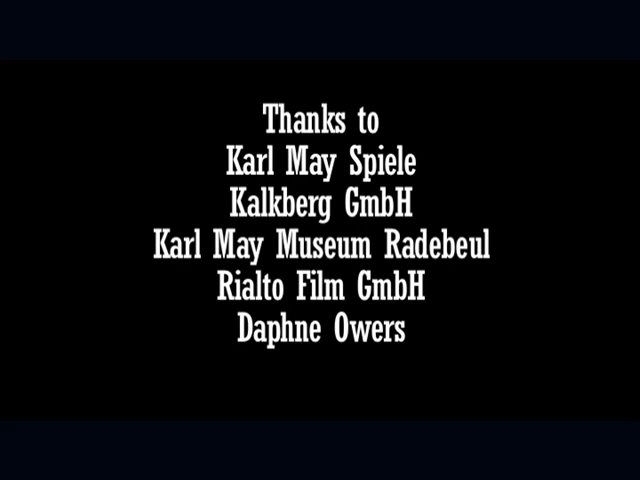 Thanks to
Karl May Spiele
Kalkberg GmbH
Karl May Museum Radebeul
Rialto Film GmbH
Daphne Owers